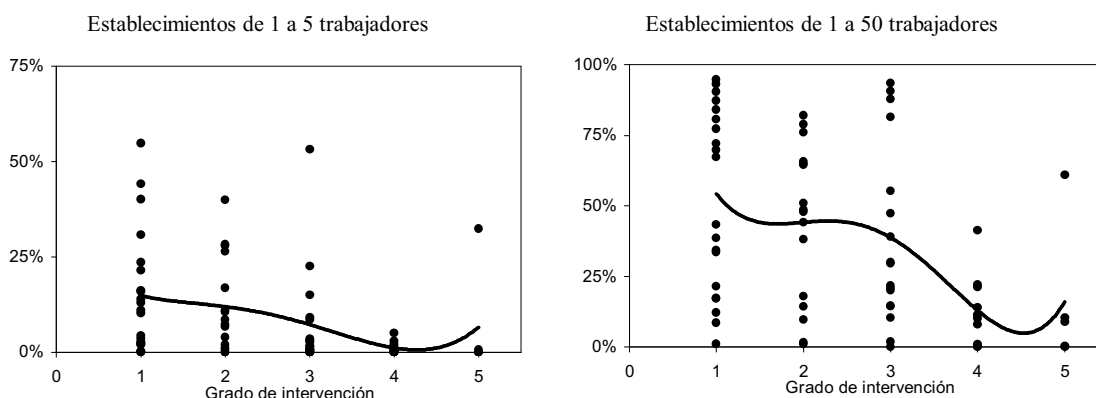 Establecimientos de 1 a 5 trabajadores
75%
50%
25%
0%
0 1 2 3 4 5
Grado de intervención
Establecimientos de 1 a 50 trabajadores
100%
75%
50%
25%
0%
0 1 2 3 4 5
Grado de intervención